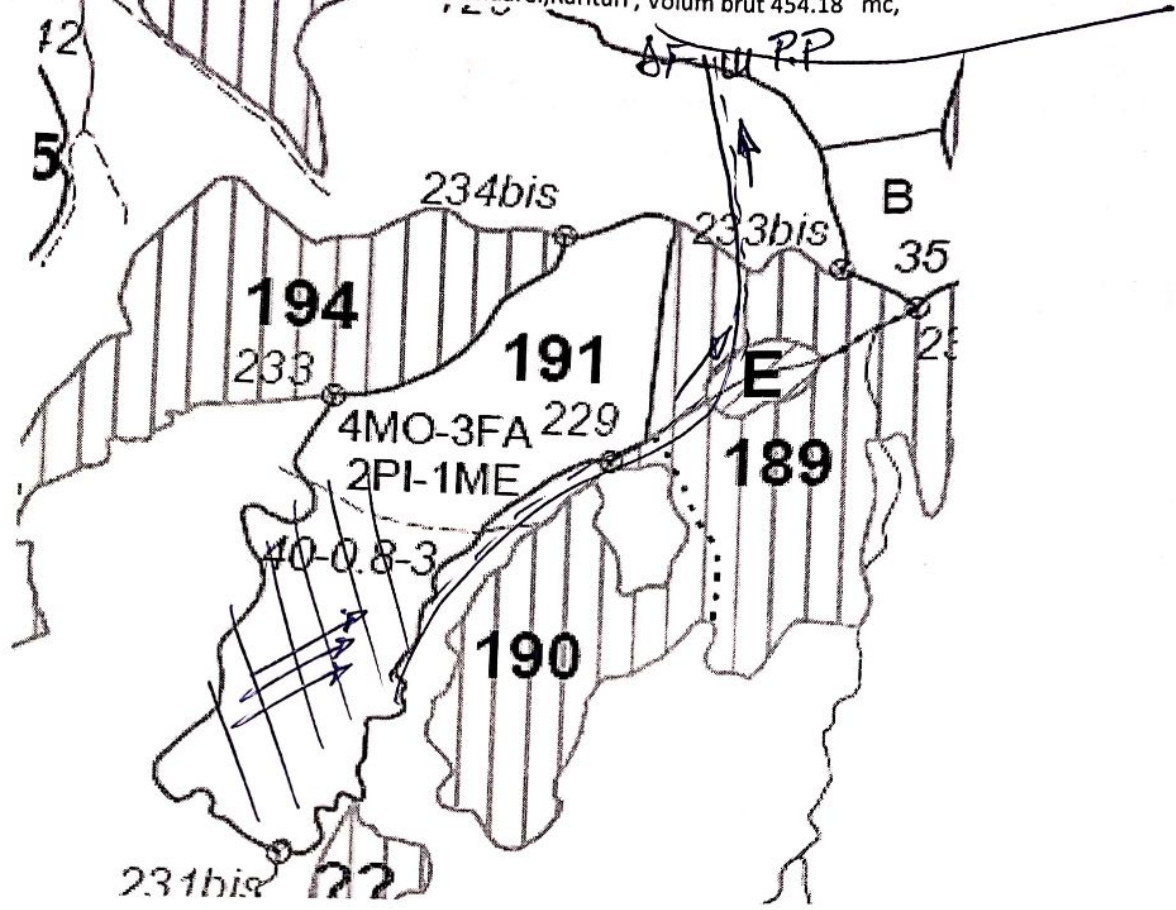 volum brut 454.18 mc,
12
P.P
5
234bis
233bis
B
35
194
191
233
E
229
4MO-3FA
2PI-1ME
189
40-0.8-3
190
231bis